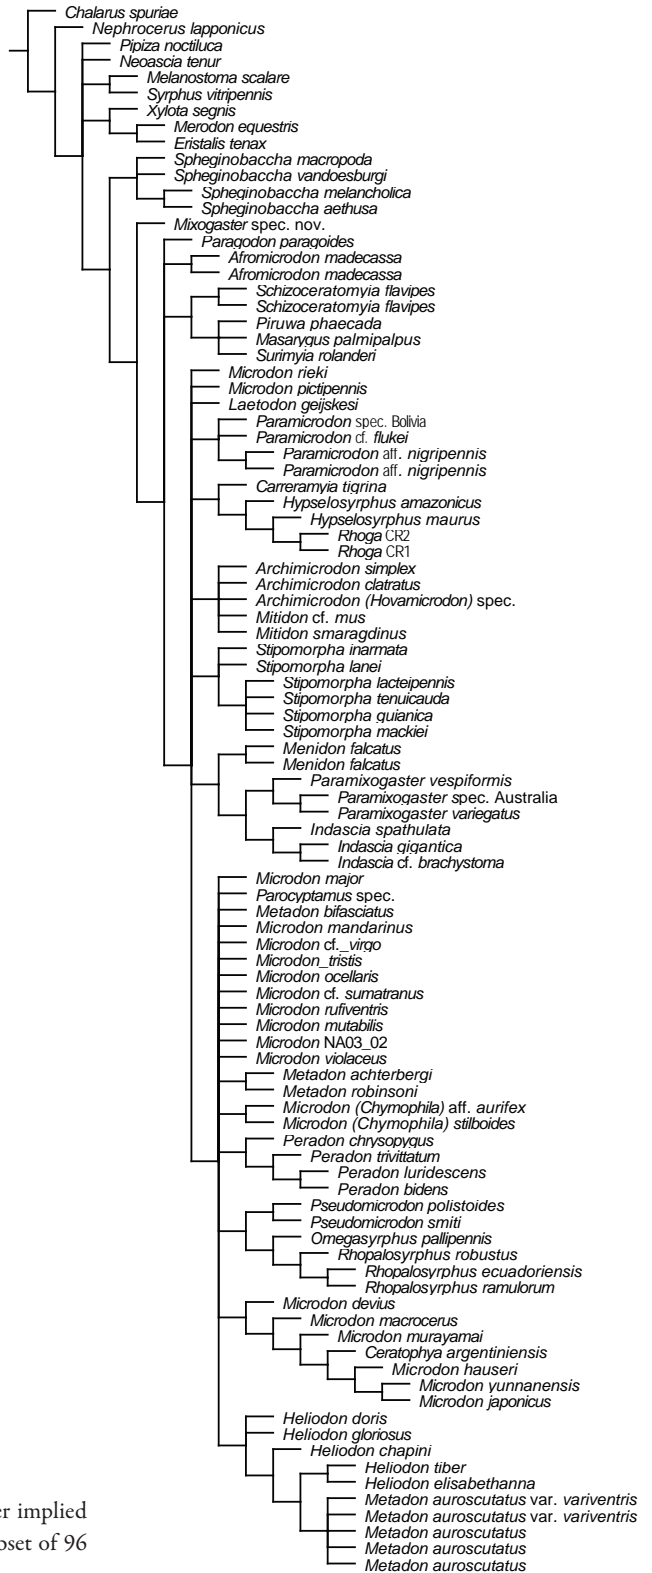 Chalarus spuriae
Nephrocerus lapponicus
Pipiza noctiluca
Neoascia tenur
Melanostoma scalare
Syrphus vitripennis
Xylota segnis
Merodon equestris
Eristalis tenax
Spheginobaccha macropoda
Spheginobaccha vandoesburgi
Spheginobaccha melancholica
Spheginobaccha aethusa
Mixogaster spec. nov.
Paragodon paragoides
Afromicrodon madecassa
Afromicrodon madecassa
Schizoceratomyia flavipes
Schizoceratomyia flavipes
Piruwa phaecada
Masarygus palmipalpus
Surimyia rolanderi
Microdon rieki
Microdon pictipennis
Laetodon geijskesi
Paramicrodon spec. Bolivia
Paramicrodon cf. flukei
Paramicrodon aff. nigripennis
Paramicrodon aff. nigripennis
Carreramyia tigrina
Hypselosyrphus amazonicus
Hypselosyrphus maurus
Rhoga CR2
Rhoga CR1
Archimicrodon simplex
Archimicrodon clatratus
Archimicrodon (Hovamicrodon) spec.
Mitidon cf. mus
Mitidon smaragdinus
Stipomorpha inarmata
Stipomorpha lanei
Stipomorpha lacteipennis
Stipomorpha tenuicauda
Stipomorpha guianica
Stipomorpha mackiei
Menidon falcatus
Menidon falcatus
Paramixogaster vespiformis
Paramixogaster spec. Australia
Paramixogaster variegatus
Indascia spathulata
Indascia gigantica
Indascia cf. brachystoma
Microdon major
Parocyptamus spec.
Metadon bifasciatus
Microdon mandarinus
Microdon cf._virgo
Microdon_tristis
Microdon ocellaris
Microdon cf. sumatranus
Microdon rufiventris
Microdon mutabilis
Microdon NA03_02
Microdon violaceus
Metadon achterbergi
Metadon robinsoni
Microdon (Chymophila) aff. aurifex
Microdon (Chymophila) stilboides
Peradon chrysopygus
Peradon trivittatum
Peradon luridescens
Peradon bidens
Pseudomicrodon polistoides
Pseudomicrodon smiti
Omegasyrphus pallipennis
Rhopalosyrphus robustus
Rhopalosyrphus ecuadoriensis
Rhopalosyrphus ramulorum
Microdon devius
Microdon macrocerus
Microdon murayamai
Ceratophya argentiniensis
Microdon hauseri
Microdon yunnanensis
Microdon japonicus
Heliodon doris
Heliodon gloriosus
Heliodon chapini
Heliodon tiber
Heliodon elisabethanna
Metadon auroscutatus var. variventris
Metadon auroscutatus var. variventris
Metadon auroscutatus
Metadon auroscutatus
Metadon auroscutatus
er implied
set of 96